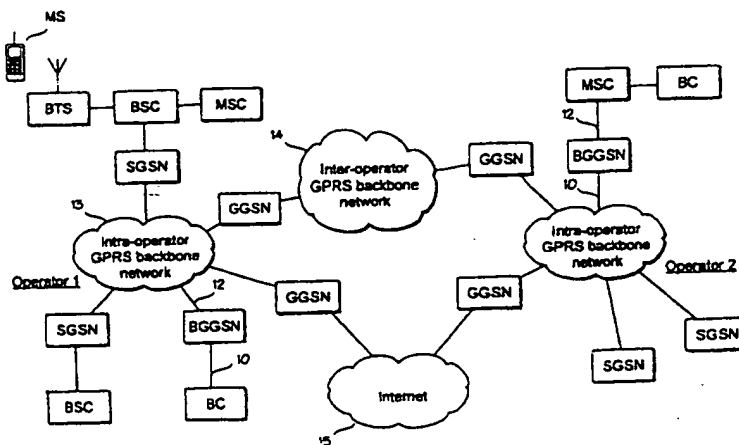 MS
BTS
BSC
MSC
SGSN
13
Intra-operator
GPRS backbone
network
Operator 1
GGSN
14
Inter-operator
GPRS backbone
network
GGSN
MSC
BC
12
BGGSN
10
Intra-operator
GPRS backbone
network
Operator 2
12
GGSN
GGSN
SGSN
BGGSN
SGSN
SGSN
10
BSC
BC
Internet
15